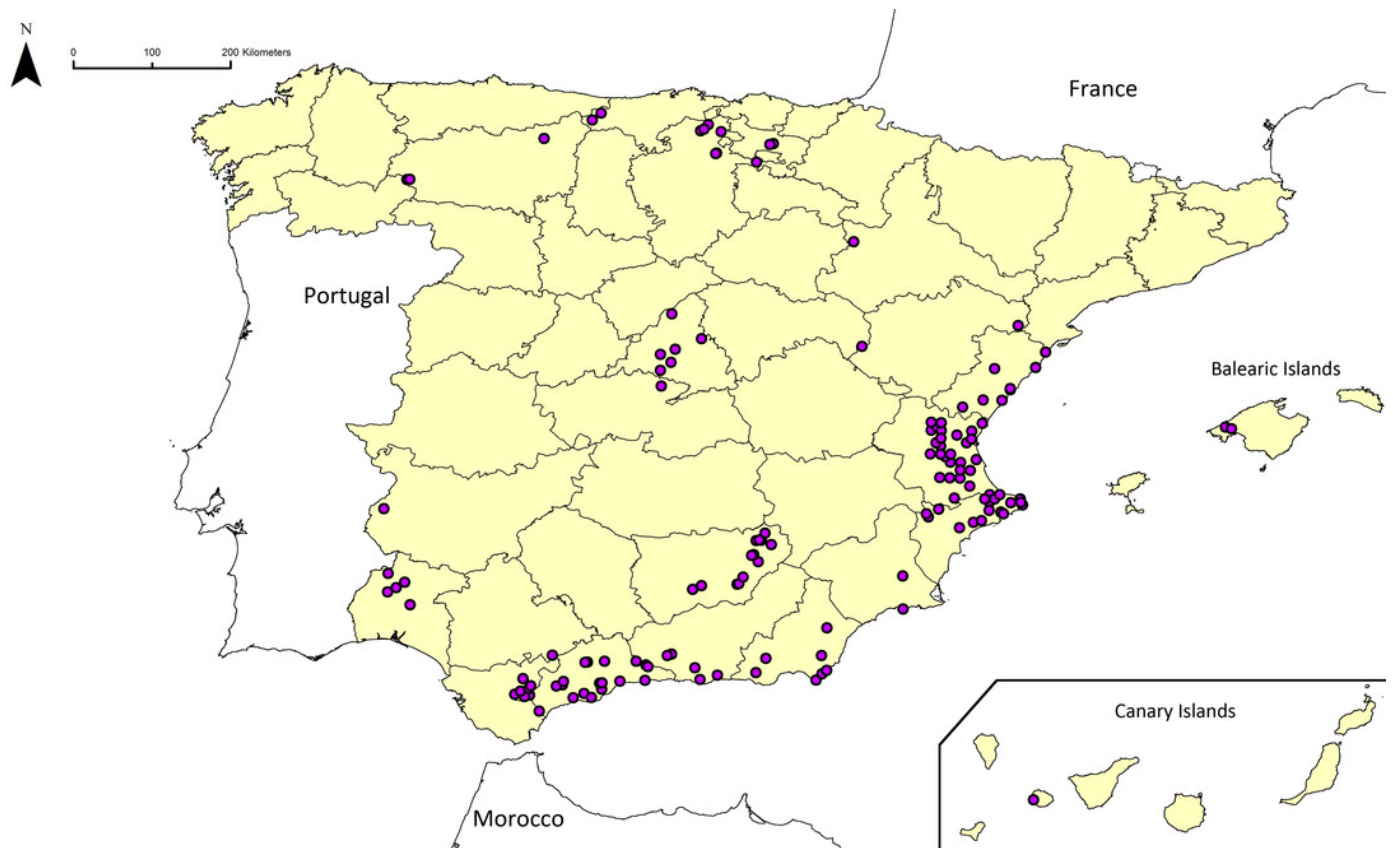 N
0 100 200 Kilometers
France
Portugal
Balearic Islands
Canary Islands
Morocco